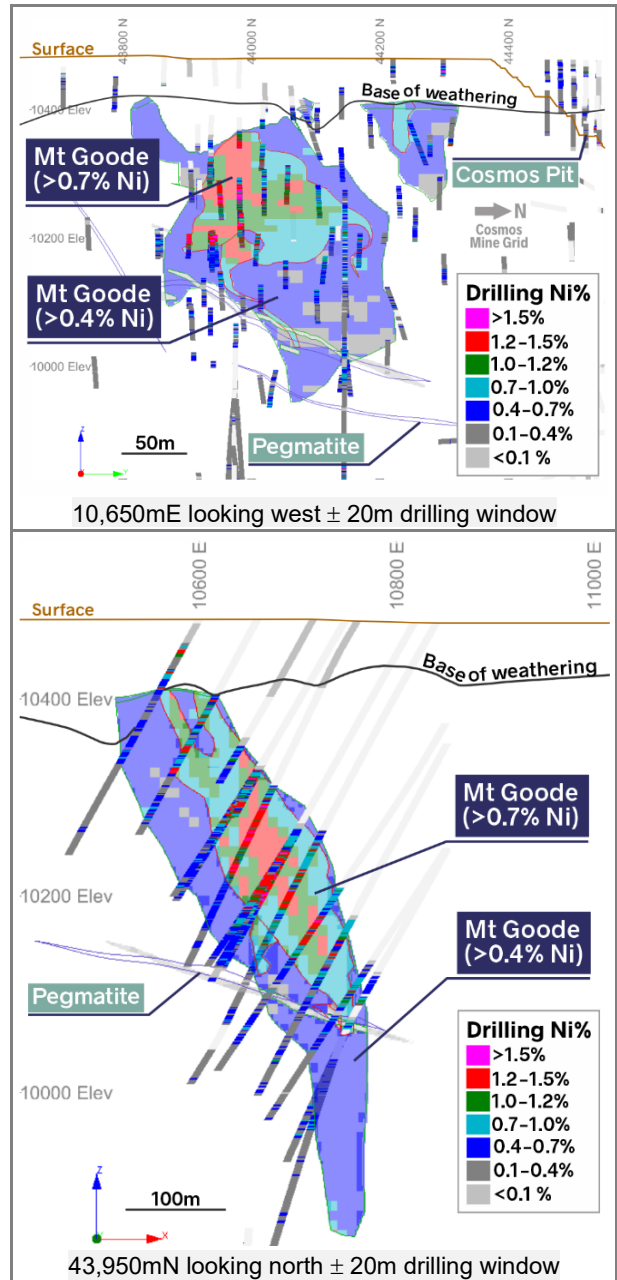 43800 N
44000 N
44200 N
44400 N
Surface
10400 Elev
Base of weathering
Mt Goode
(>0.7% Ni)
Cosmos Pit
N
Cosmos
Mine Grid
10200 Ele
Mt Goode
(>0.4% Ni)
10000 Elev
Drilling Ni%
>1.5%
1.2–1.5%
1.0–1.2%
0.7–1.0%
0.4–0.7%
0.1–0.4%
<0.1 %
Z
Y
50m
Pegmatite
10,650mE looking west ± 20m drilling window
10600 E
10800 E
11000 E
Surface
Base of weathering
10400 Elev
Mt Goode
(>0.7% Ni)
10200 Elev
Mt Goode
(>0.4% Ni)
Pegmatite
10000 Elev
Drilling Ni%
>1.5%
1.2–1.5%
1.0–1.2%
0.7–1.0%
0.4–0.7%
0.1–0.4%
<0.1 %
Z
X
100m
43,950mN looking north ± 20m drilling window